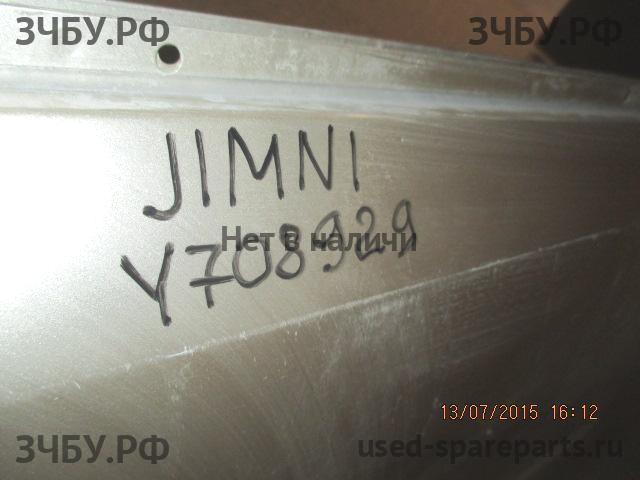 ЗЧБУ.РФ ЗЧБУ.РФ
JIMNI
Нет в наличи
Y708929
13/07/2015 16:12
ЗЧБУ.РФ used-spareparts.ru